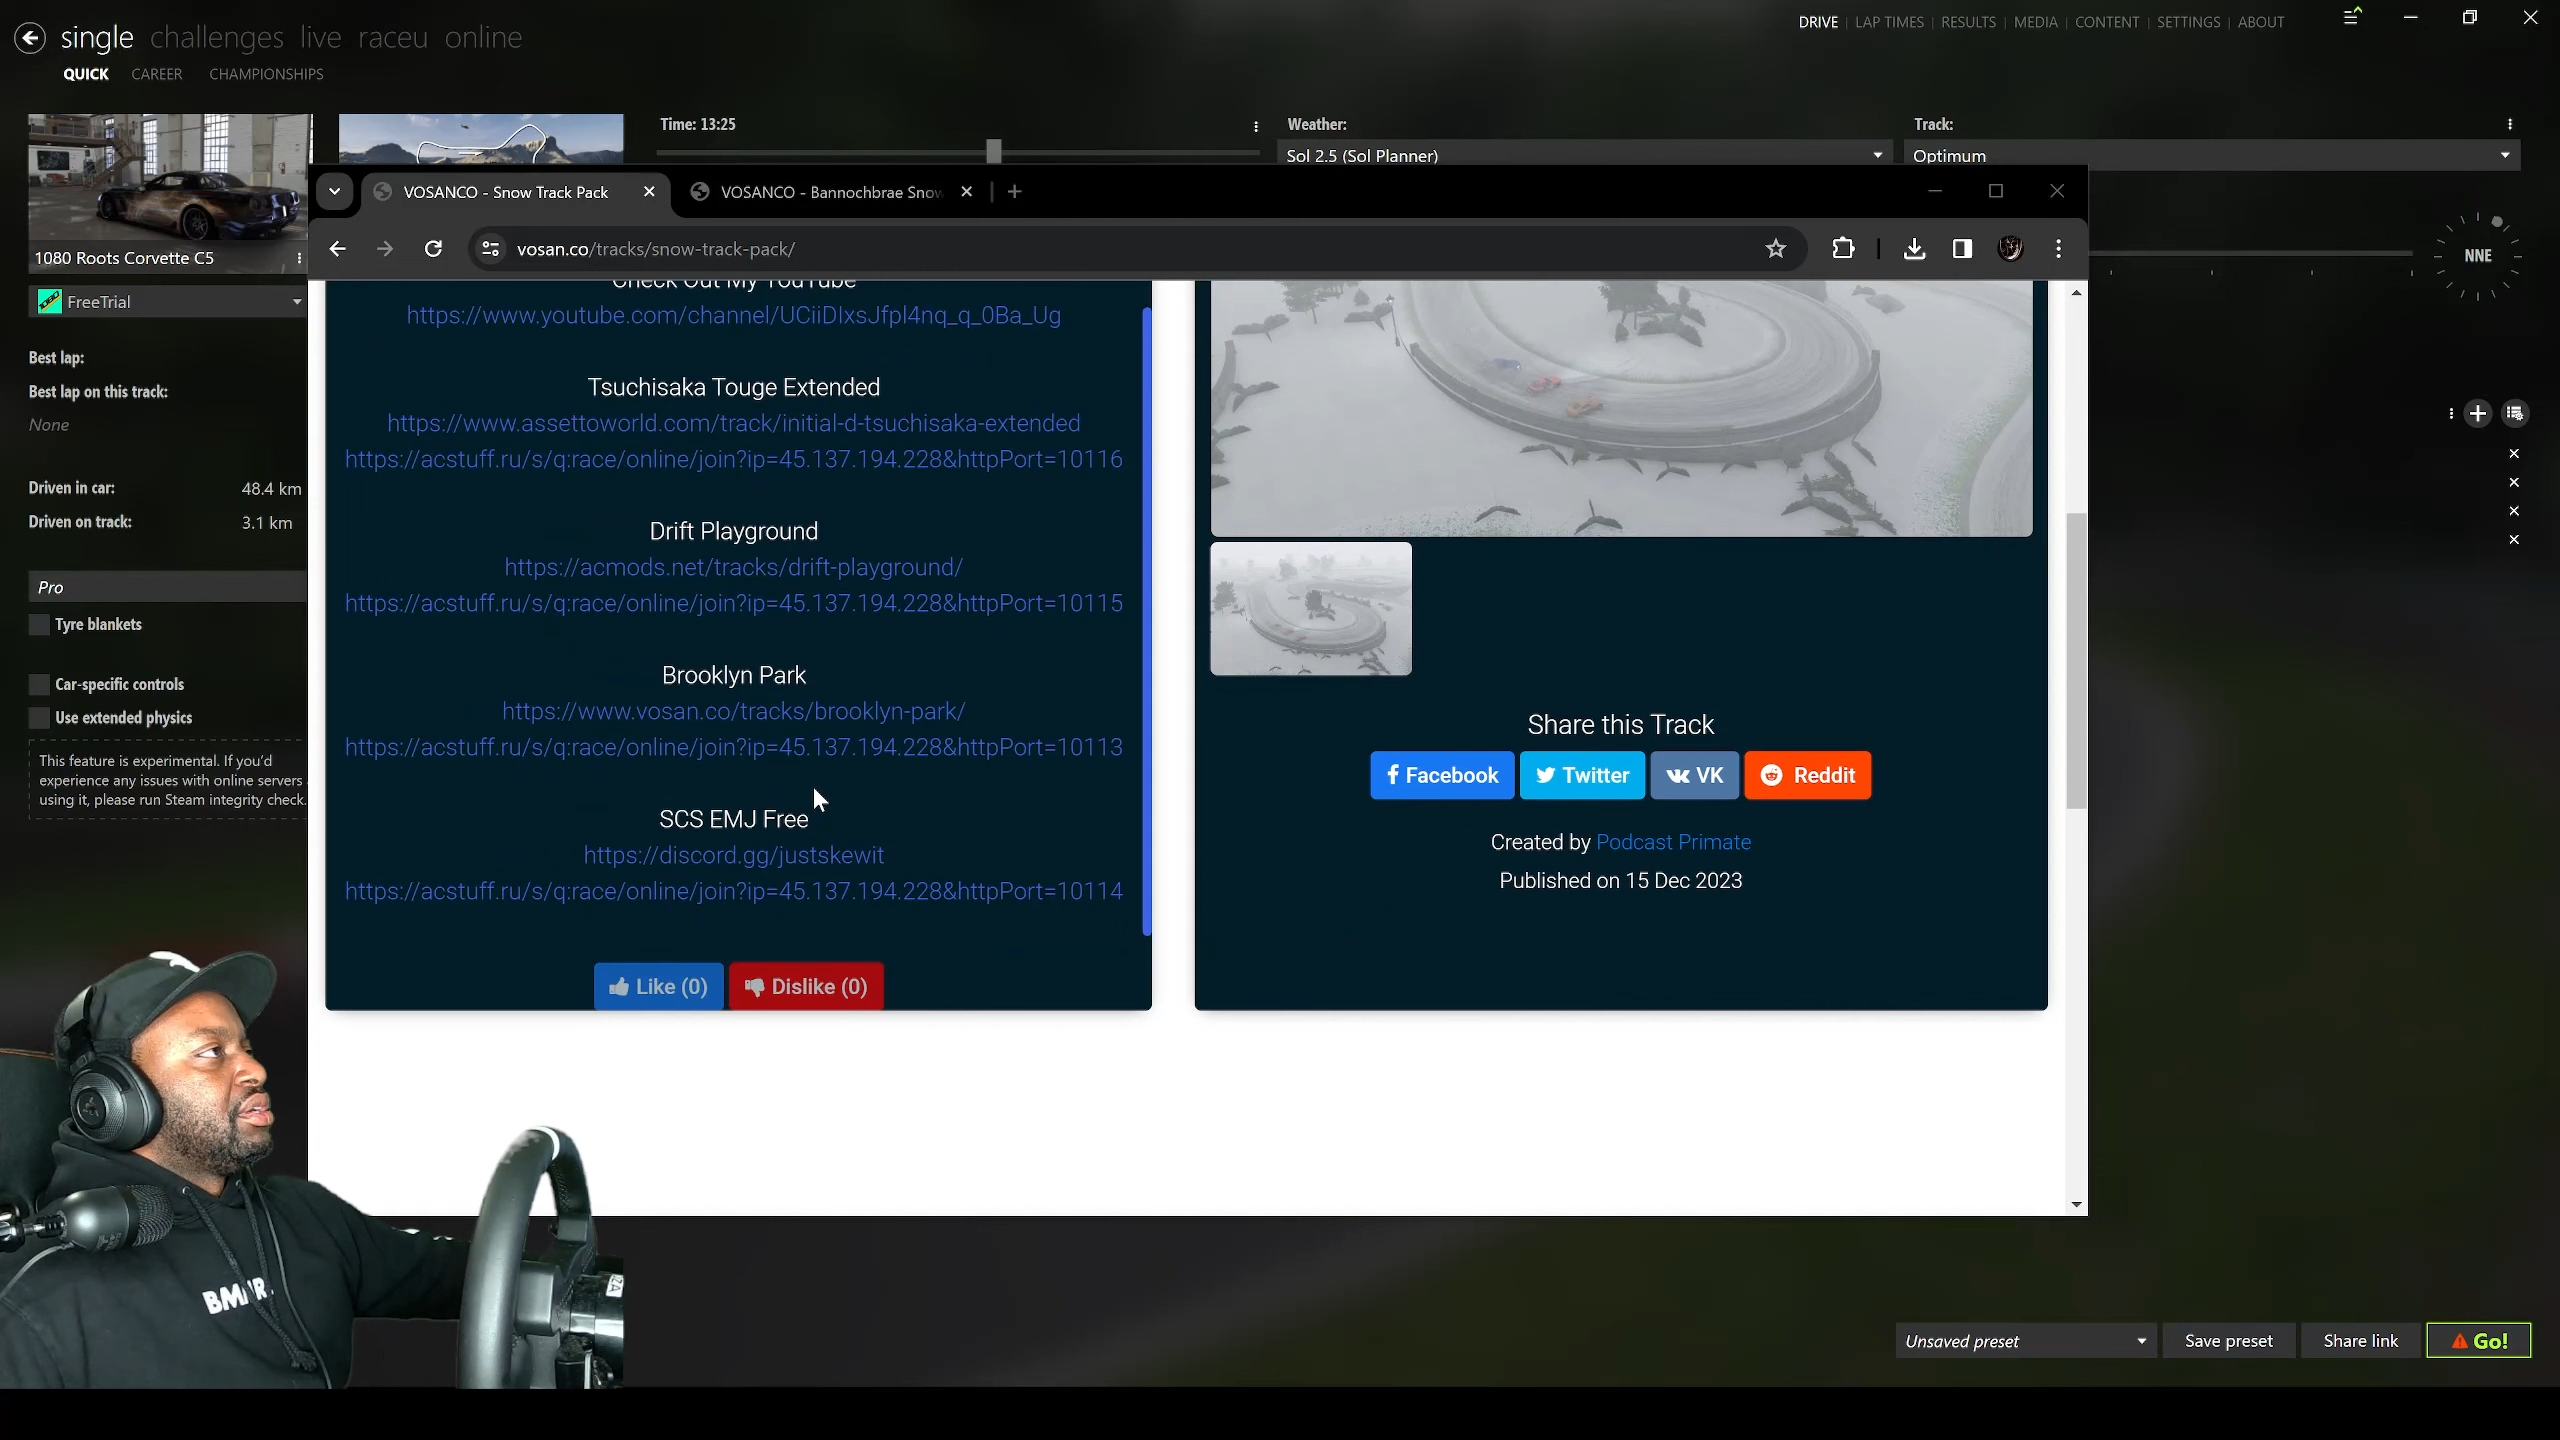 single challenges live raceu online
DRIVE | LAP TIMES | RESULTS | MEDIA | CONTENT | SETTINGS | ABOUT
QUICK CAREER CHAMPIONSHIPS
Time: 13:25
Weather:
Track:
Sol 2.5 (Sol Planner)
Optimum
1080 Roots Corvette C5
FreeTrial
Best lap:
Best lap on this track:
None
Driven in car: 48.4 km
Driven on track: 3.1 km
Pro
Tyre blankets
Car-specific controls
Use extended physics
This feature is experimental. If you'd
experience any issues with online servers
using it, please run Steam integrity check.
NNE
VOSANCO - Snow Track Pack
VOSANCO - Bannochbrae Snow
vosan.co/tracks/snow-track-pack/
Check Out My YouTube
https://www.youtube.com/channel/UCiiDIxsJfpl4nq_q_0Ba_Ug
Tsuchisaka Touge Extended
https://www.assettoworld.com/track/initial-d-tsuchisaka-extended
https://acstuff.ru/s/q:race/online/join?ip=45.137.194.228&httpPort=10116
Drift Playground
https://acmods.net/tracks/drift-playground/
https://acstuff.ru/s/q:race/online/join?ip=45.137.194.228&httpPort=10115
Brooklyn Park
https://www.vosan.co/tracks/brooklyn-park/
https://acstuff.ru/s/q:race/online/join?ip=45.137.194.228&httpPort=10113
SCS EMJ Free
https://discord.gg/justskewit
https://acstuff.ru/s/q:race/online/join?ip=45.137.194.228&httpPort=10114
Like (0)
Dislike (0)
Share this Track
Facebook
Twitter
VK
Reddit
Created by Podcast Primate
Published on 15 Dec 2023
Unsaved preset
Save preset
Share link
Go!